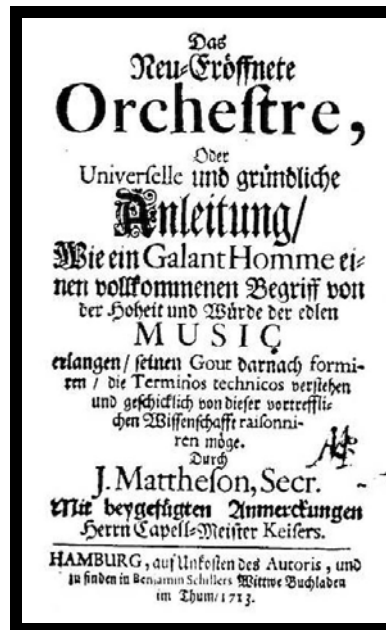 Das
Neu-Eröffnete
Orchestre,
Oder
Universelle und gründliche
Anleitung/
Wie ein Galant Homme ei-
nen vollkommenen Begriff von
der Hoheit und Würde der edlen
MUSIC
erlangen/ seinen Gout darnach formi-
ren / die Terminos technicos verstehen
und geschicklich von dieser vortreffli-
chen Wissenschafft raisonni-
ren möge.
Durch
J. Mattheson, Secr.
Mit beygefügten Anmerckungen
Herrn Capell-Meister Keisers.
HAMBURG, auf Unkosten des Autoris, und
zu finden in Benjamin Schillers Wittwe Buchladen
im Thum/ 1713.